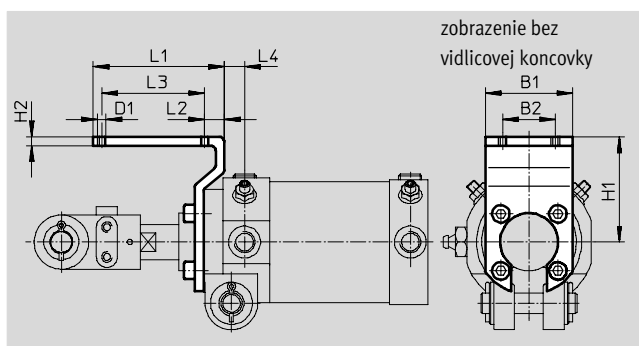 zobrazenie bez
vidlicovej koncovky
L1
L4
B1
L3
B2
D1
L2
H2
H1